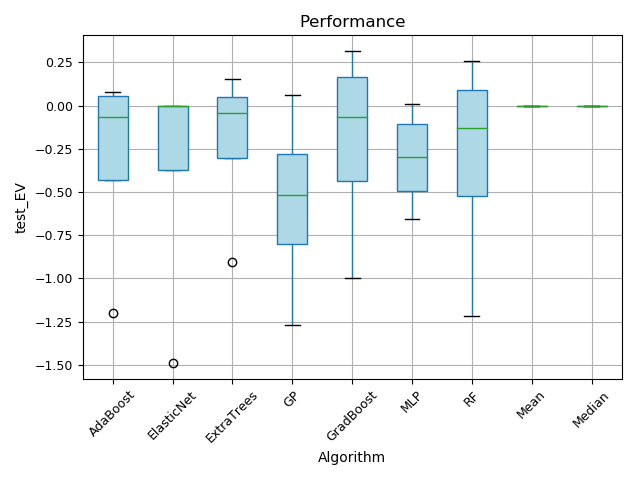 Performance
0.25
0.00
−0.25
−0.50
−0.75
−1.00
−1.25
−1.50
test_EV
AdaBoost
ElasticNet
ExtraTrees
GP
GradBoost
MLP
RF
Mean
Median
Algorithm